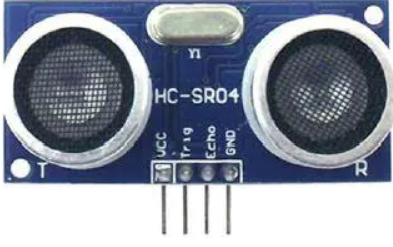 Y1
HC-SR04
VCC
Trig
Echo
GND
T
R